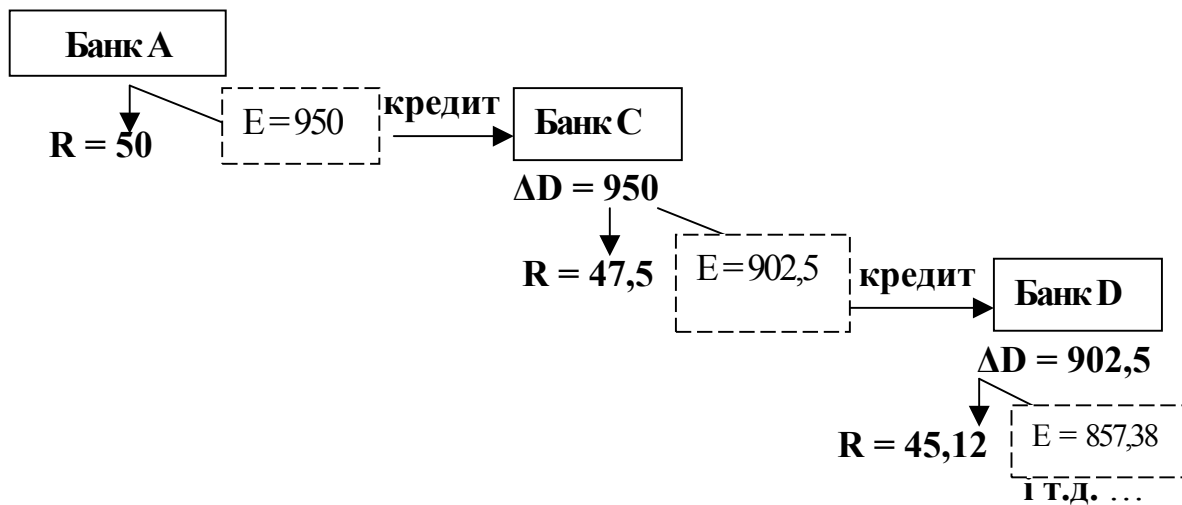 Банк А
E = 950
кредит
R = 50
Банк C
ΔD = 950
R = 47,5
E = 902,5
кредит
Банк D
ΔD = 902,5
R = 45,12
E = 857,38
і т.д. …